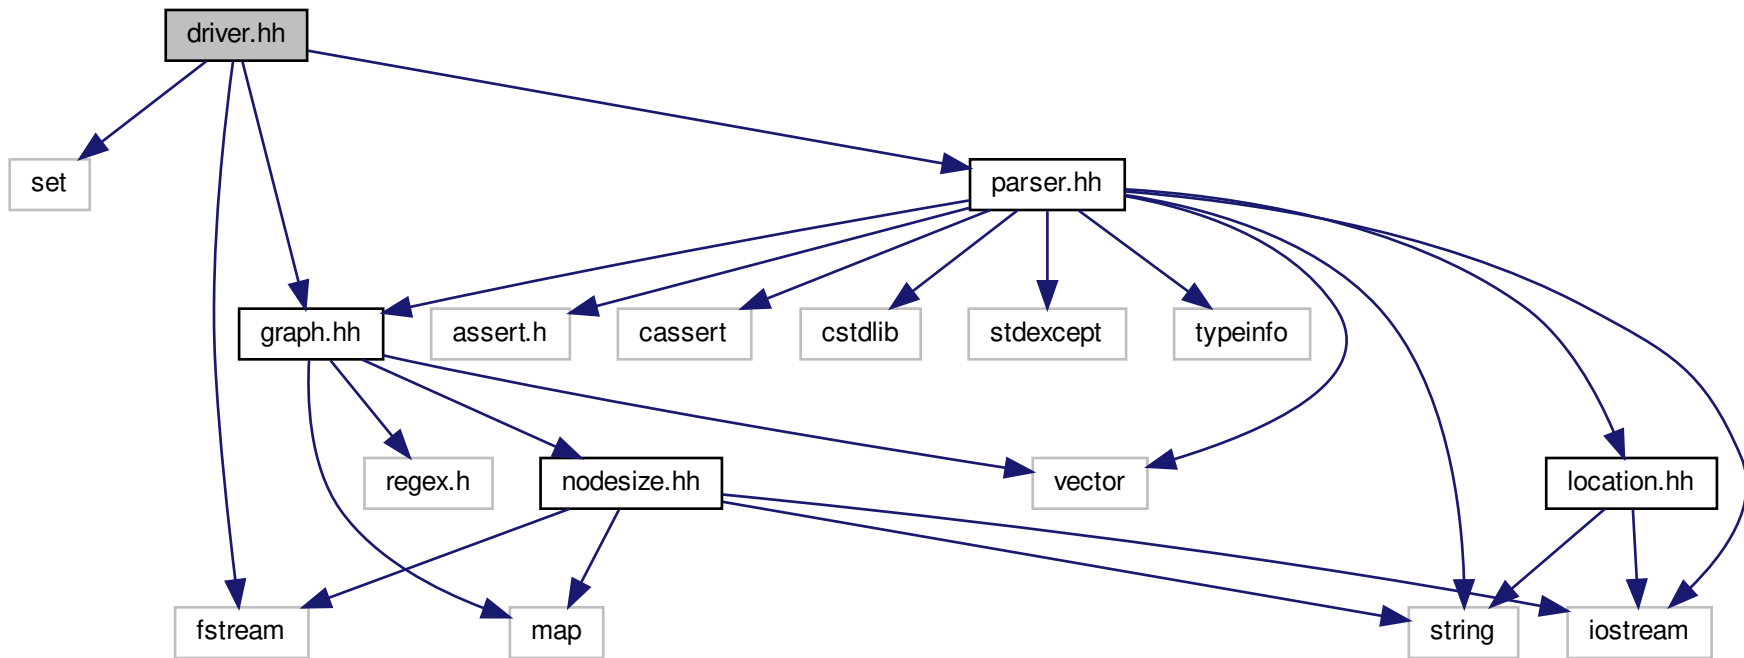 driver.hh
set
parser.hh
graph.hh
assert.h
cassert
cstdlib
stdexcept
typeinfo
regex.h
nodesize.hh
vector
location.hh
fstream
map
string
iostream